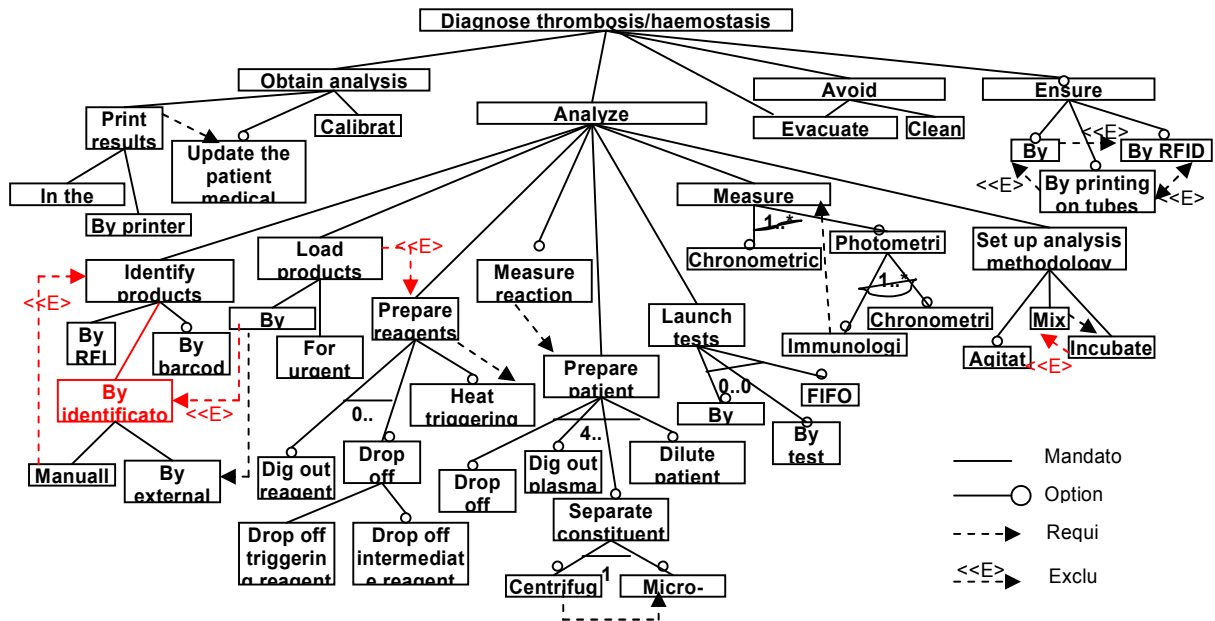 Diagnose thrombosis/haemostasis
Obtain analysis
Avoid
Ensure
Print
results
Calibrat
Analyze
Evacuate
Clean
Update the
patient
medical
By
<<E>
By RFID
In the
By printer
<<E>
By printing
on tubes
<<E>
Measure
1..*
Chronometric
Photometri
Set up analysis
methodology
Identify
products
<<E>
Load
products
<<E>
Measure
reaction
1..*
Chronometri
Immunologi
By
RFI
By
barcod
By
For
urgent
Prepare
reagents
Launch
tests
Mix
Agitat
<<E>
Incubate
By
identificato
<<E>
Heat
triggering
Prepare
patient
0..0
FIFO
By
By
test
Manuall
By
external
0..
Dig out
reagent
Drop
off
4..
Drop
off
Dig out
plasma
Dilute
patient
Separate
constituent
Drop off
triggerin
g reagent
Drop off
intermediat
e reagent
1
Centrifug
Micro-
Mandato
Option
Requi
<<E>
Exclu